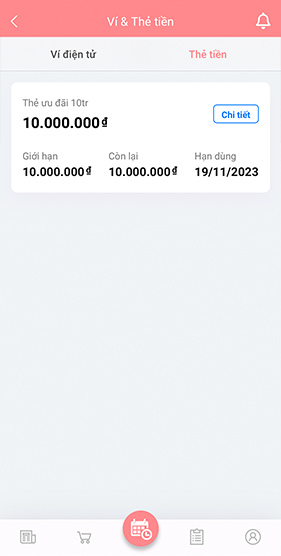 Ví & Thẻ tiền
Ví điện tử
Thẻ tiền
Thẻ ưu đãi 10tr
10.000.000₫
Chi tiết
Giới hạn
Còn lại
Hạn dùng
10.000.000₫
10.000.000₫
19/11/2023